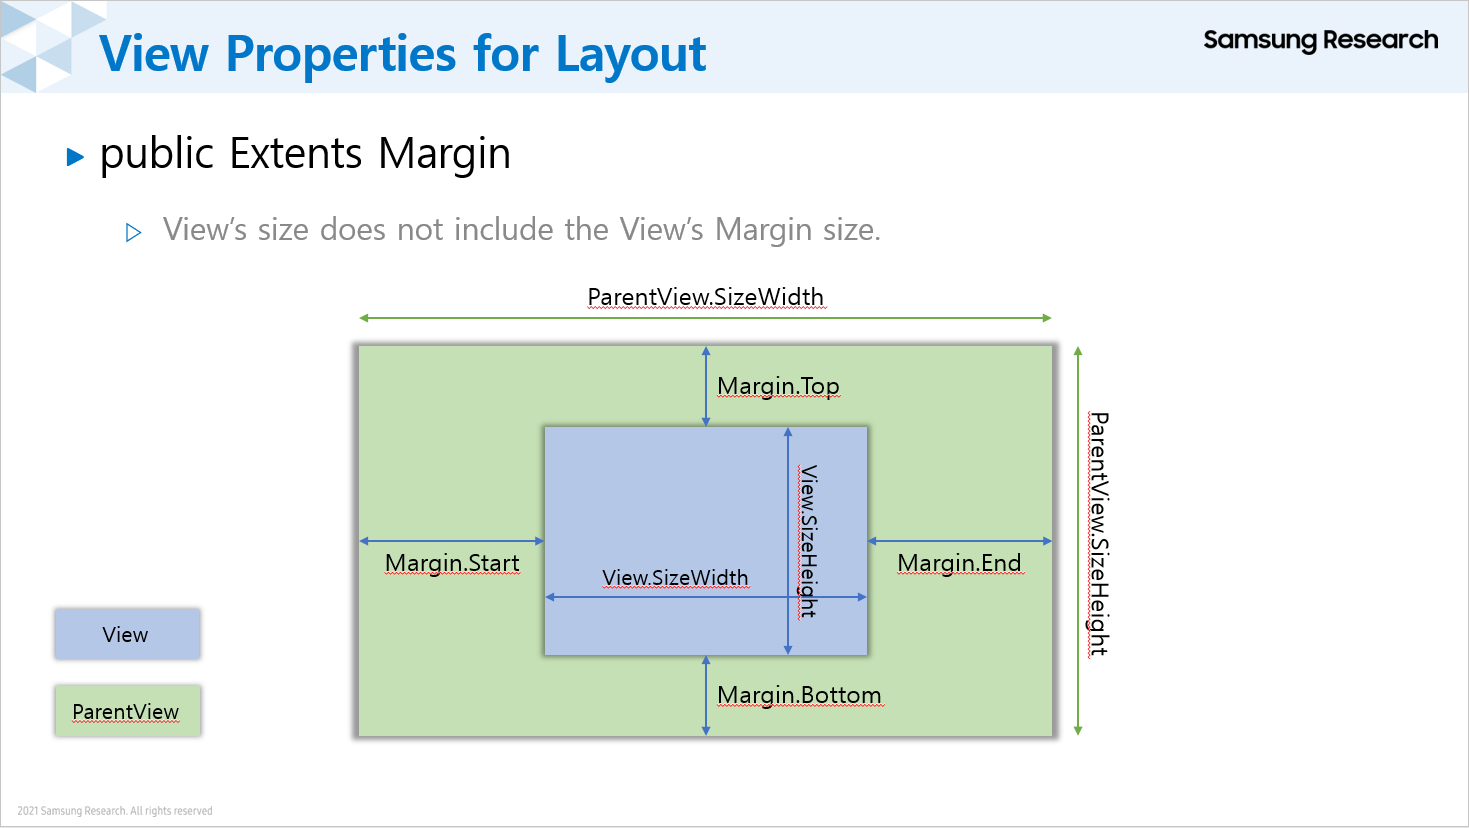 View Properties for Layout
Samsung Research
public Extents Margin
View’s size does not include the View’s Margin size.
ParentView.SizeWidth
Margin.Top
ParentView.SizeHeight
View.SizeHeight
Margin.Start
View.SizeWidth
Margin.End
View
Margin.Bottom
ParentView
2021 Samsung Research. All rights reserved